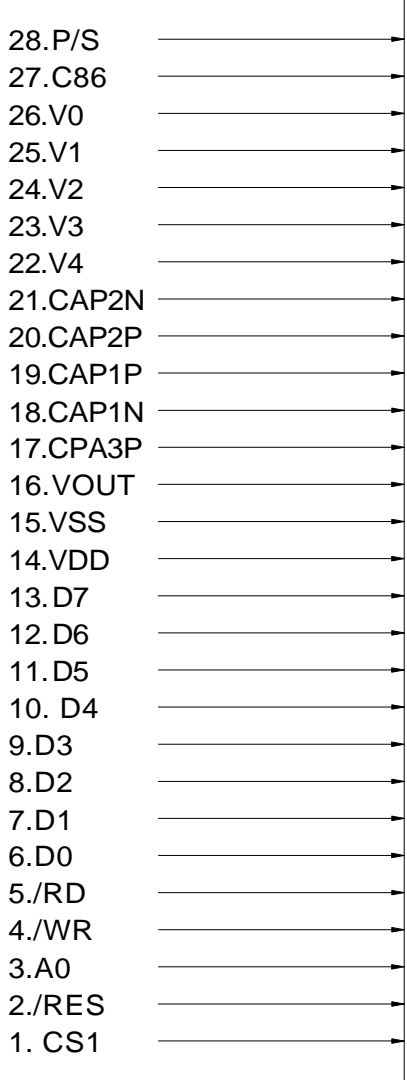 28.P/S
27.C86
26.V0
25.V1
24.V2
23.V3
22.V4
21.CAP2N
20.CAP2P
19.CAP1P
18.CAP1N
17.CPA3P
16.VOUT
15.VSS
14.VDD
13.D7
12.D6
11.D5
10. D4
9.D3
8.D2
7.D1
6.D0
5./RD
4./WR
3.A0
2./RES
1. CS1